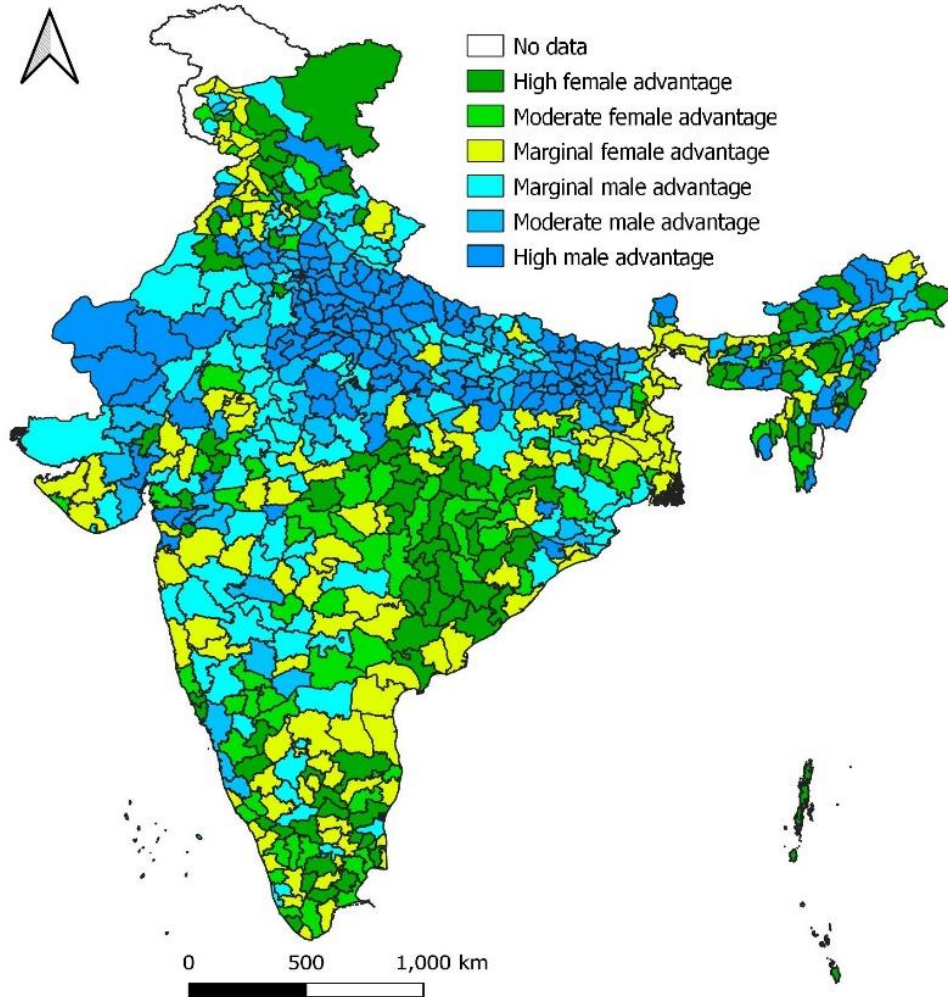 No data
High female advantage
Moderate female advantage
Marginal female advantage
Marginal male advantage
Moderate male advantage
High male advantage
0 500 1,000 km